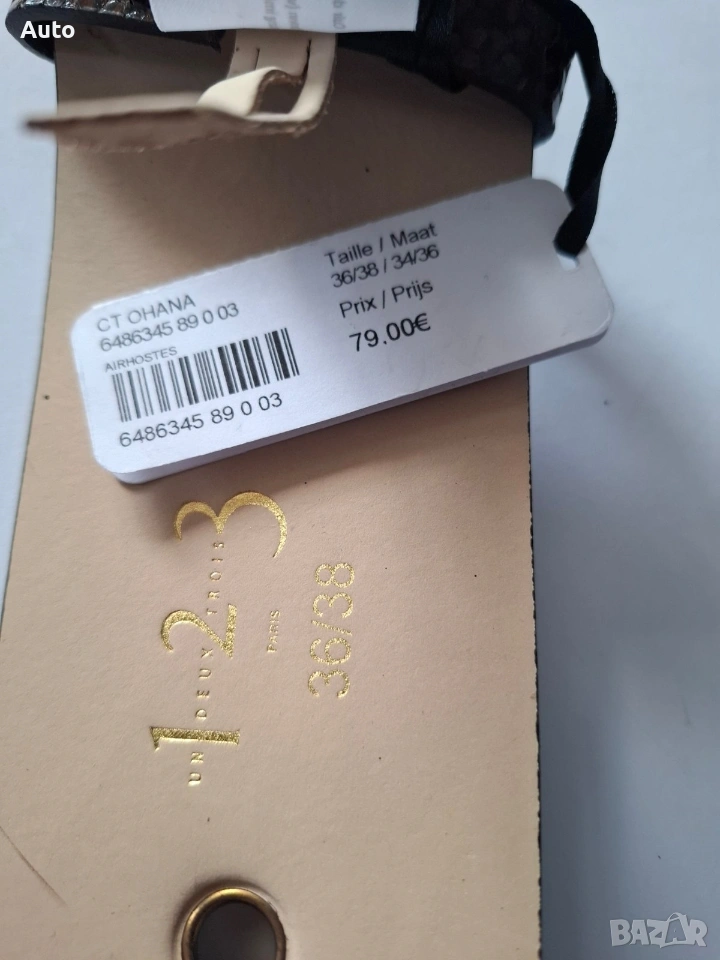 Auto
CT OHANA
6486345 89 0 03
AIRHOSTES
6486345 89 0 03
Taille / Maat
36/38 / 34/36
Prix / Prijs
79.00€
UN 1 DEUX 2 TROIS 3
PARIS
36/38
BAZAR